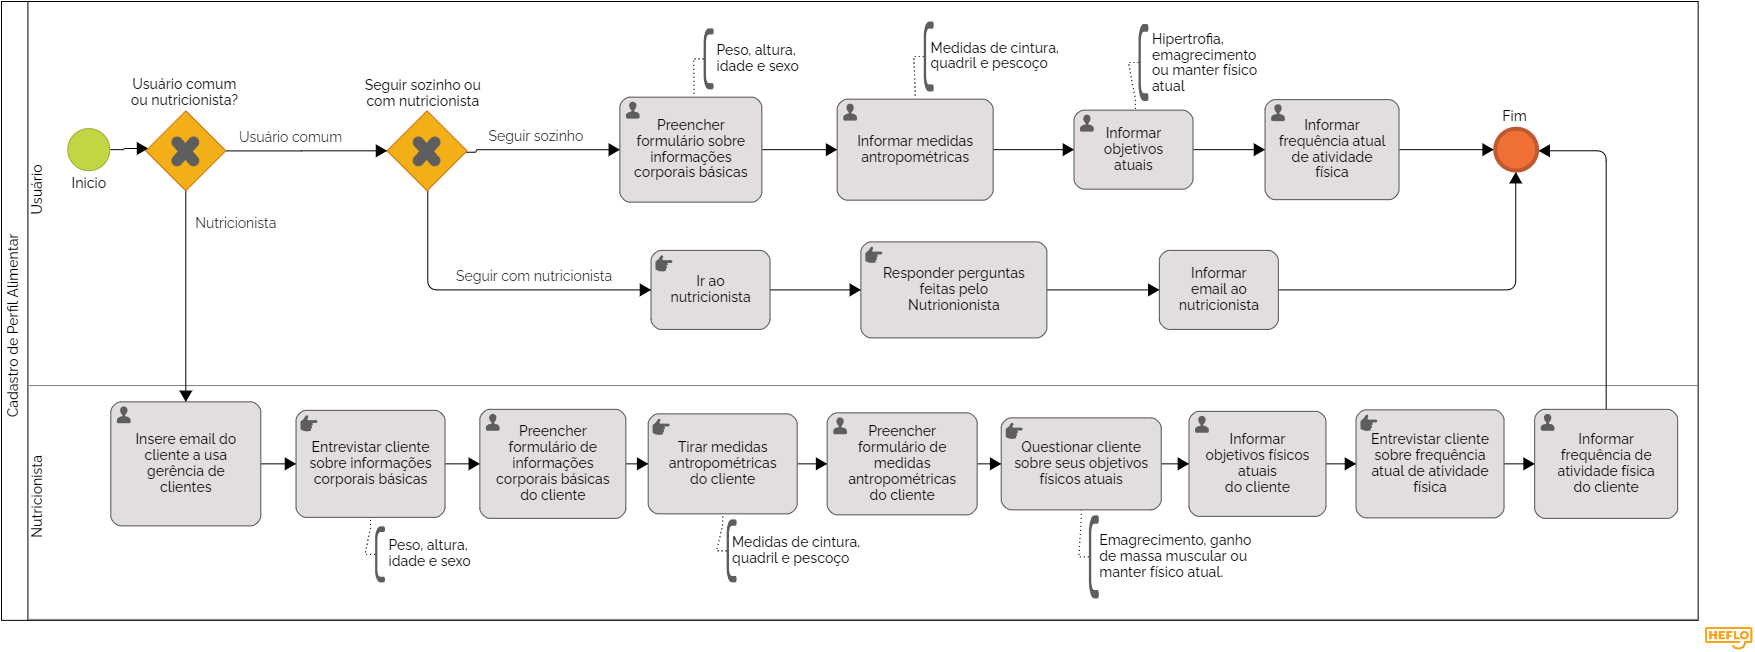 Cadastro de Perfil Alimentar
Usuário
Inicio
Usuário comum
ou nutricionista?
Usuário comum
Nutricionista
Seguir sozinho ou
com nutricionista
Seguir sozinho
Seguir com nutricionista
Peso, altura,
idade e sexo
Preencher
formulário sobre
informações
corporais básicas
Medidas de cintura,
quadril e pescoço
Informar medidas
antropométricas
Hipertrofia,
emagrecimento
ou manter físico
atual
Informar
objetivos
atuais
Informar
frequência atual
de atividade
física
Fim
Ir ao
nutricionista
Responder perguntas
feitas pelo
Nutrionionista
Informar
email ao
nutricionista
Nutricionista
Insere email do
cliente a usa
gerência de
clientes
Entrevistar cliente
sobre informações
corporais básicas
Peso, altura,
idade e sexo
Preencher
formulário de
informações
corporais básicas
do cliente
Tirar medidas
antropométricas
do cliente
Medidas de cintura,
quadril e pescoço
Preencher
formulário de
medidas
antropométricas
do cliente
Questionar cliente
sobre seus objetivos
físicos atuais
Emagrecimento, ganho
de massa muscular ou
manter físico atual.
Informar
objetivos físicos
atuais
do cliente
Entrevistar cliente
sobre frequência
atual de atividade
física
Informar
frequência de
atividade física
do cliente
HEFLO